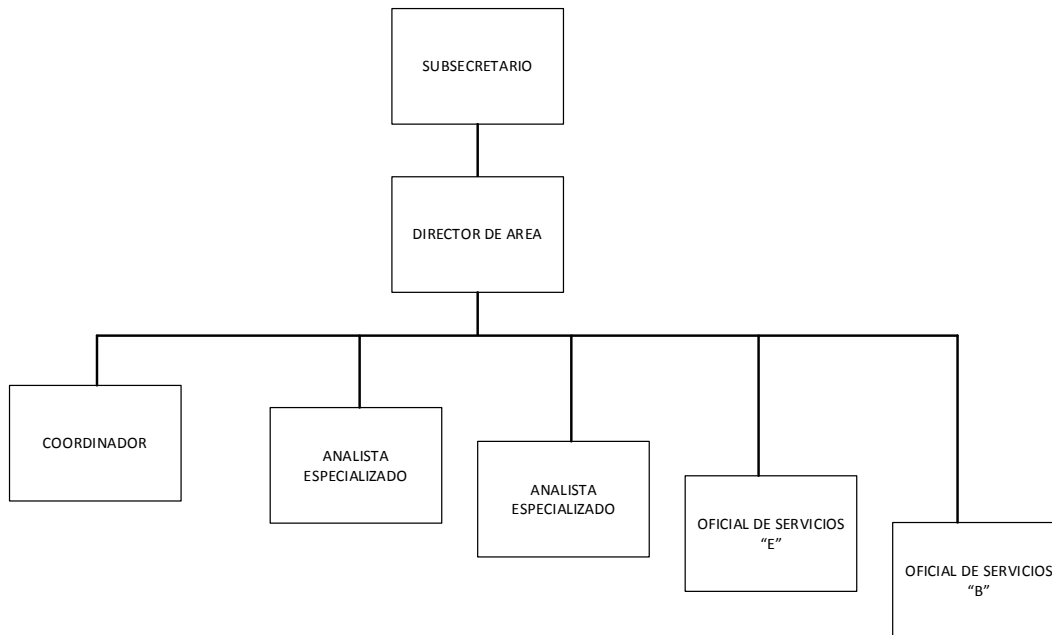 SUBSECRETARIO
DIRECTOR DE AREA
COORDINADOR
ANALISTA
ESPECIALIZADO
ANALISTA
ESPECIALIZADO
OFICIAL DE SERVICIOS
“E”
OFICIAL DE SERVICIOS
“B”